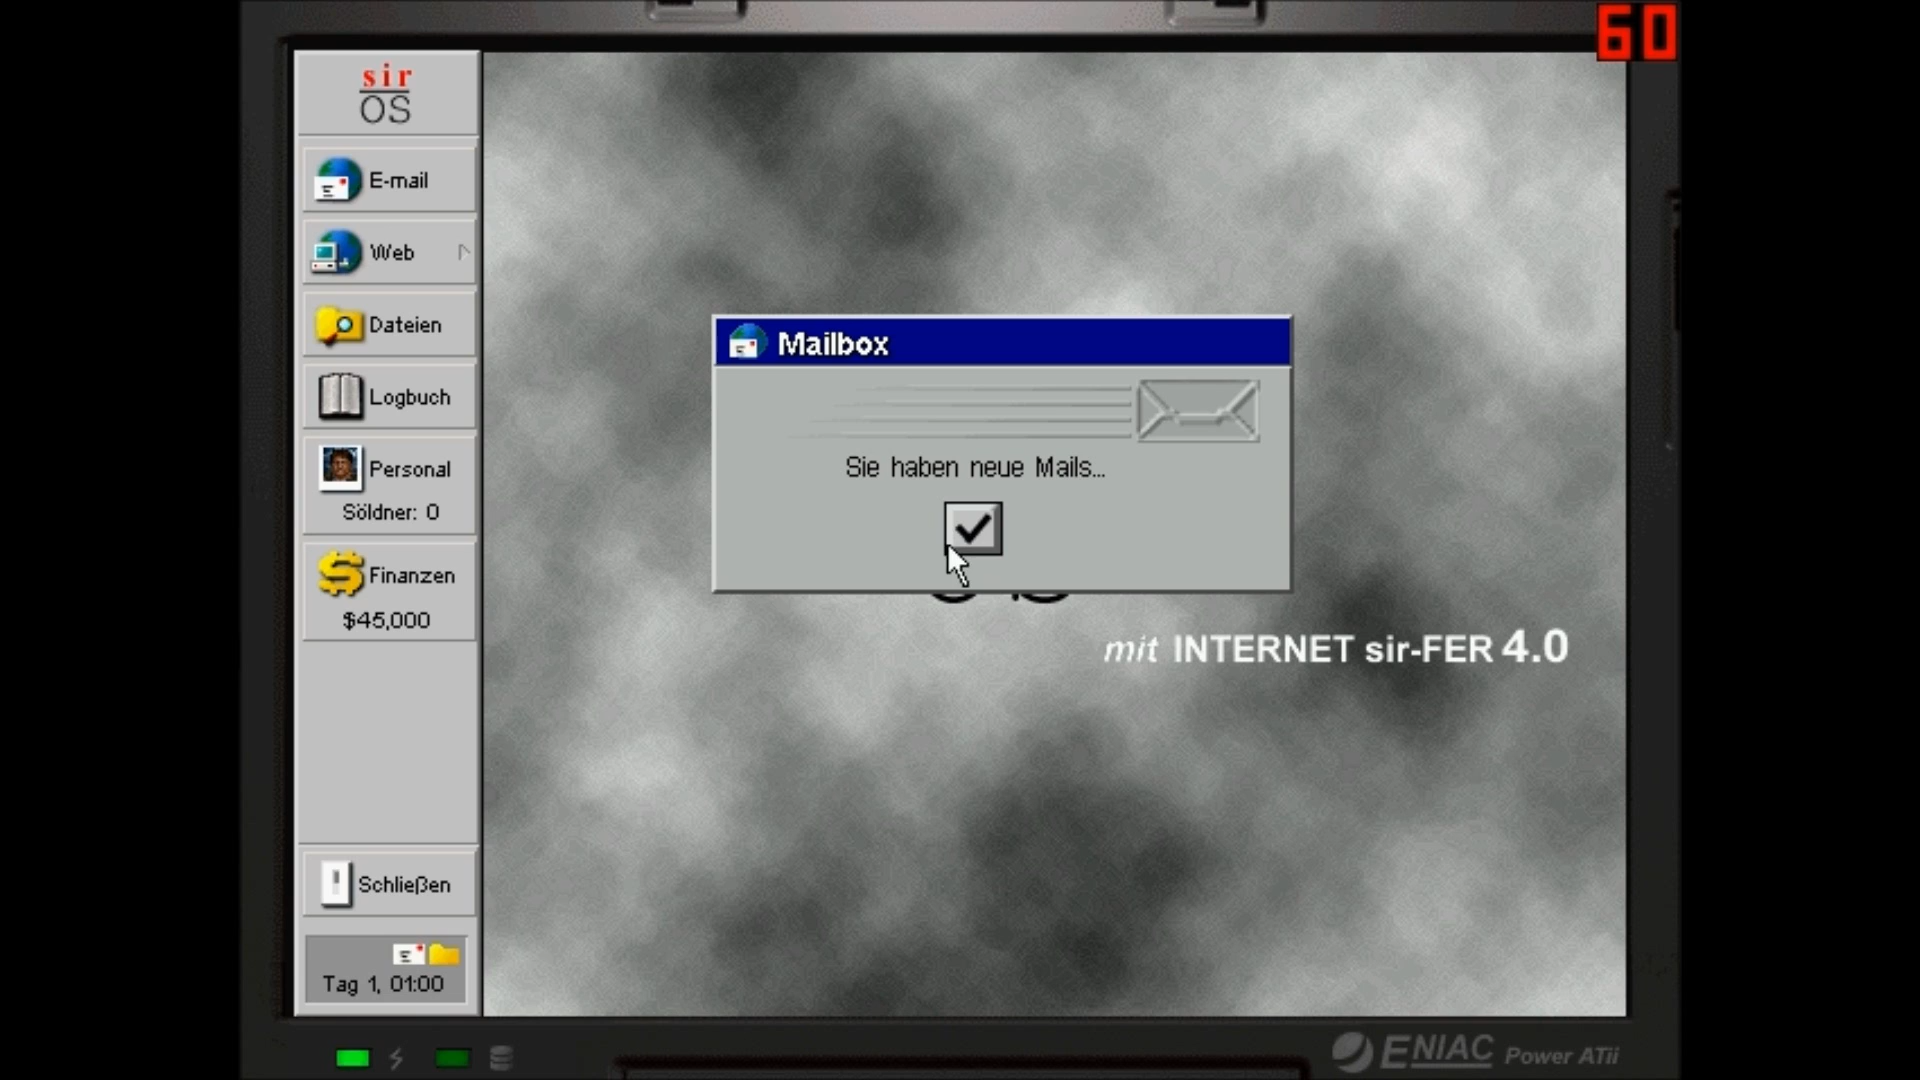 60
sir
OS
E-mail
Web
Dateien
Logbuch
Personal
Söldner: 0
Finanzen
$45,000
Schließen
Tag 1, 01:00
Mailbox
Sie haben neue Mails...
mit INTERNET sir-FER 4.0
ENIAC Power ATii